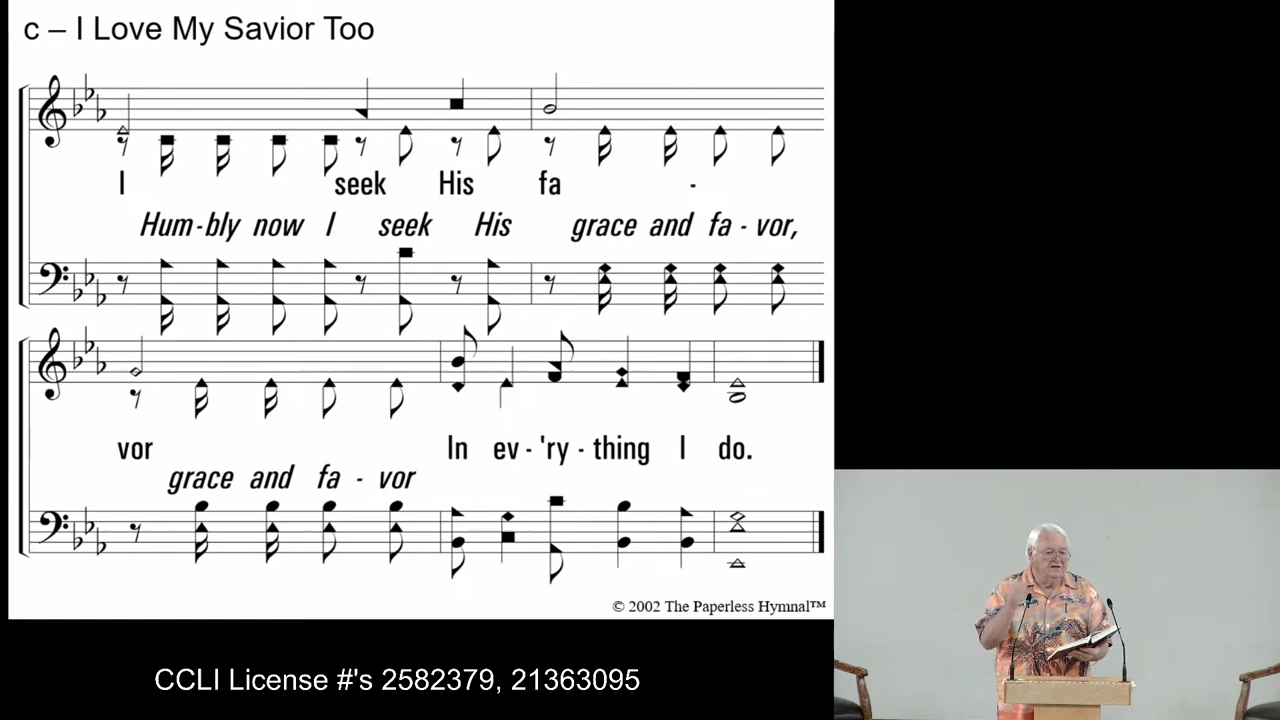 c – I Love My Savior Too
I seek His fa -
Hum - bly now I seek His grace and fa - vor,
vor In ev - 'ry - thing I do.
grace and fa - vor
© 2002 The Paperless Hymnal™
CCLI License #'s 2582379, 21363095